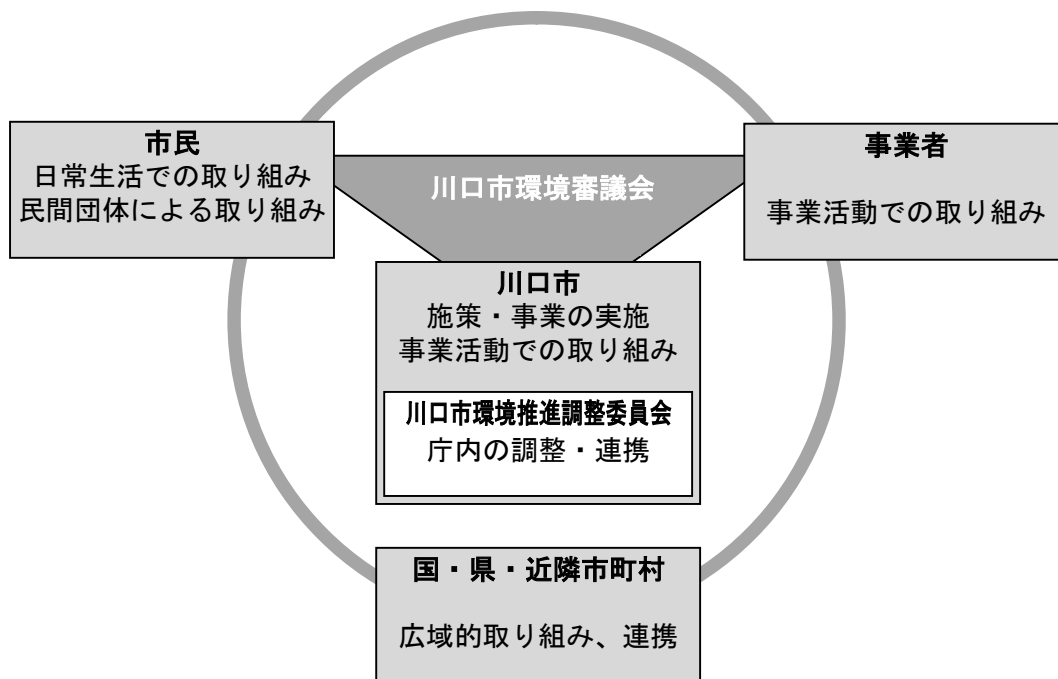 市民
日常生活での取り組み
民間団体による取り組み
川口市環境審議会
事業者
事業活動での取り組み
川口市
施策・事業の実施
事業活動での取り組み
川口市環境推進調整委員会
庁内の調整・連携
国・県・近隣市町村
広域的取り組み、連携